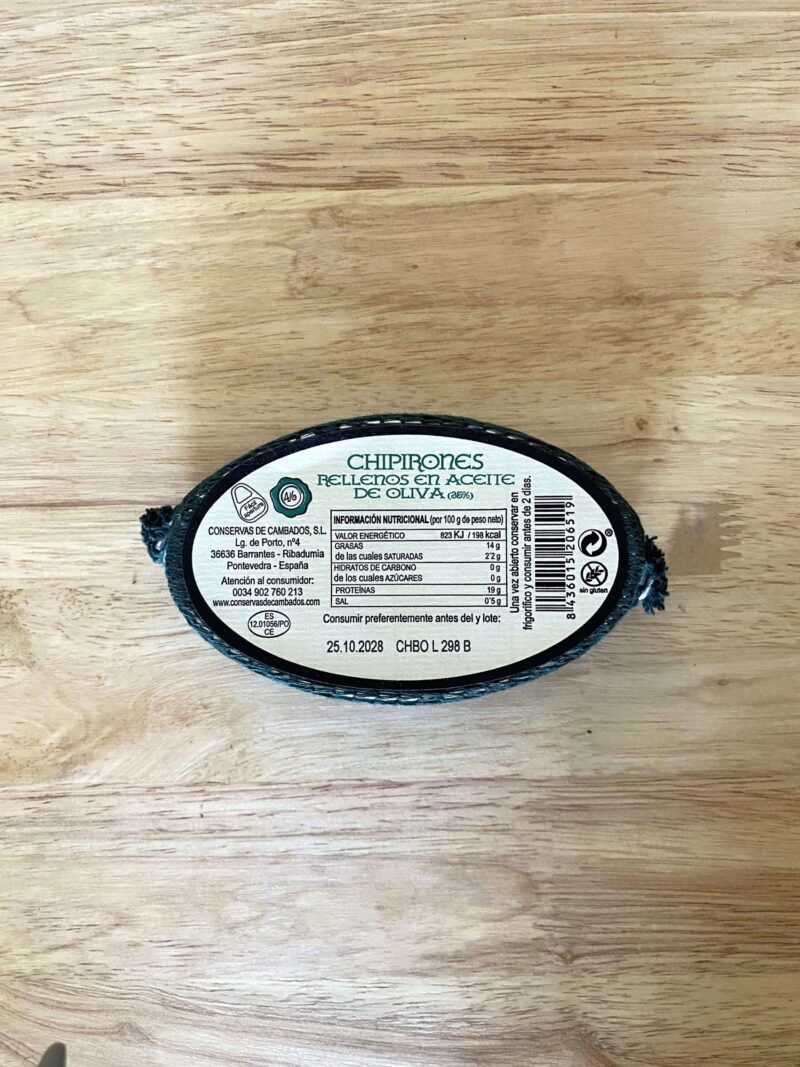 CHIPIRONES
RELLENOS EN ACEITE
DE OLIVA (36%)
Fácil
apertura
4/6
CONSERVAS DE CAMBADOS, S.L.
Lg. de Porto, nº4
36636 Barrantes - Ribadumia
Pontevedra - España
Atención al consumidor:
0034 902 760 213
www.conservasdecambados.com
ES
12.01056/PO
CE
INFORMACIÓN NUTRICIONAL (por 100 g de peso neto)
VALOR ENERGÉTICO 823 KJ / 198 kcal
GRASAS 14 g
de las cuales SATURADAS 2'2 g
HIDRATOS DE CARBONO 0 g
de los cuales AZÚCARES 0 g
PROTEÍNAS 19 g
SAL 0'5 g
Consumir preferentemente antes del y lote:
25.10.2028 CHBO L 298 B
Una vez abierto conservar en
frigorífico y consumir antes de 2 días.
8 436015 206519
®
sin gluten